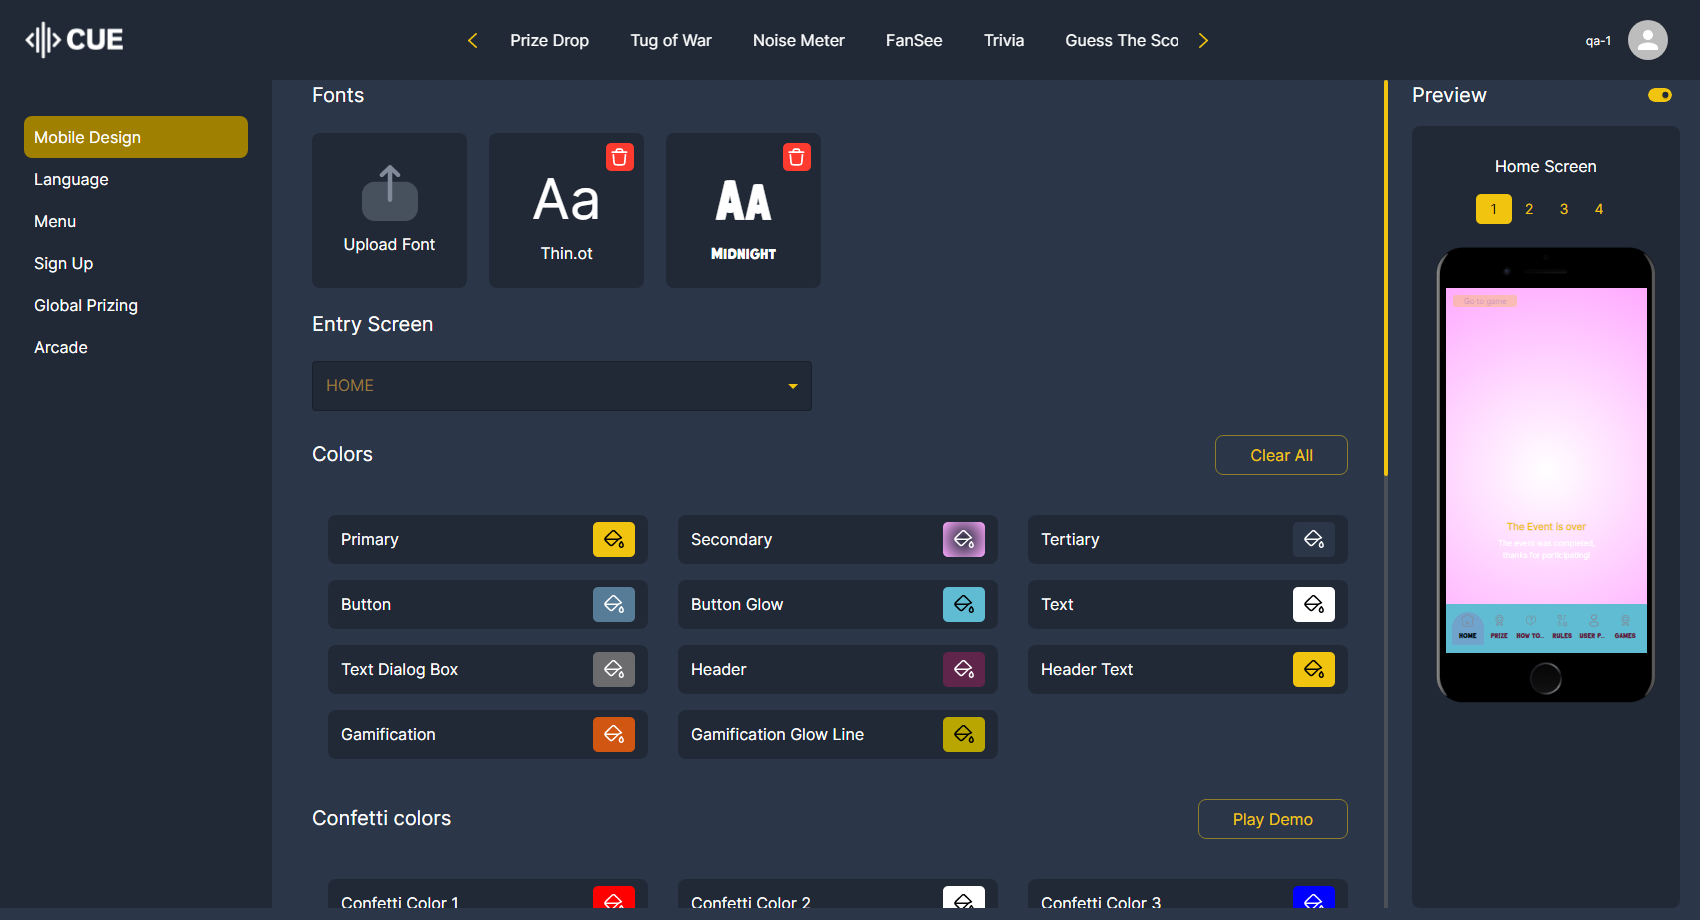 CUE
Prize Drop
Tug of War
Noise Meter
FanSee
Trivia
Guess The Sco
qa-1
Mobile Design
Language
Menu
Sign Up
Global Prizing
Arcade
Fonts
Upload Font
Aa
Thin.ot
AA
MIDNIGHT
Entry Screen
HOME
Colors
Clear All
Primary
Secondary
Tertiary
Button
Button Glow
Text
Text Dialog Box
Header
Header Text
Gamification
Gamification Glow Line
Confetti colors
Play Demo
Confetti Color 1
Confetti Color 2
Confetti Color 3
Preview
Home Screen
1 2 3 4
Go to game
The Event is over
The event was completed,
thanks for participating!
HOME PRIZE HOW TO.. RULES USER P.. GAMES